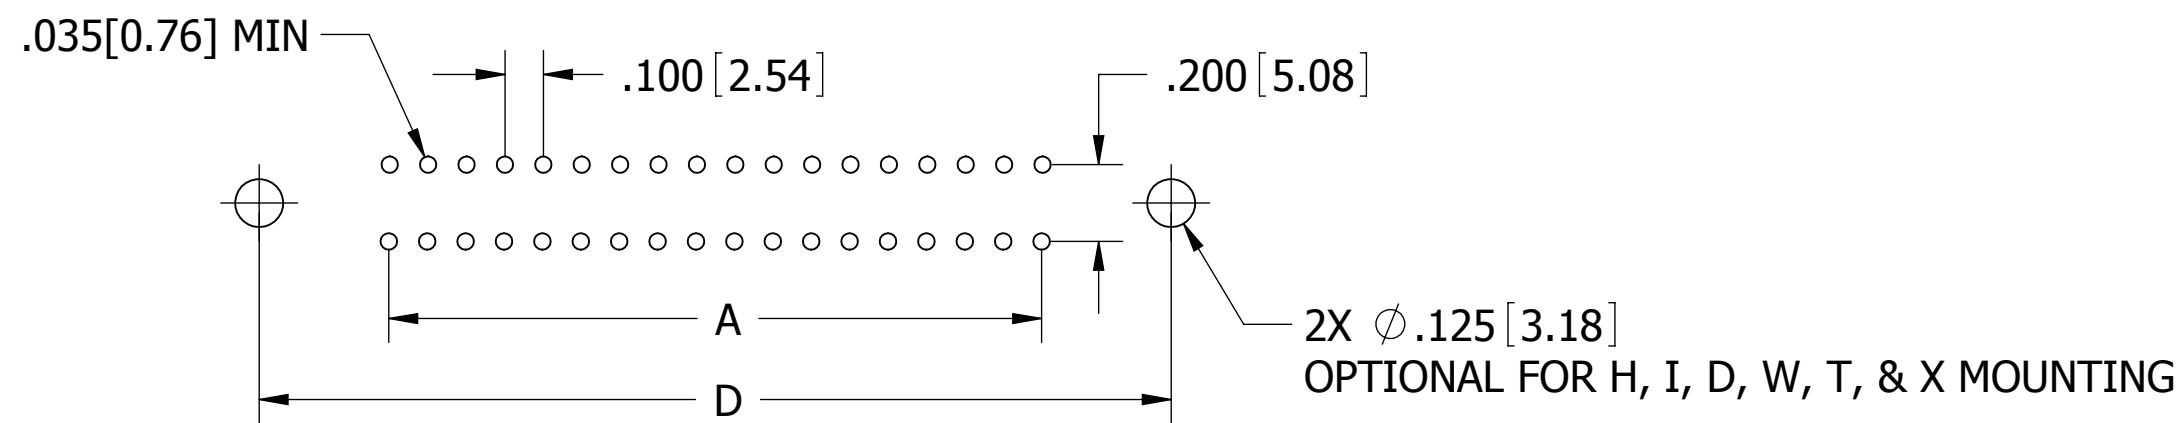 .035[0.76] MIN
.100[2.54]
.200[5.08]
A
2X ∅.125[3.18]
OPTIONAL FOR H, I, D, W, T, & X MOUNTING
D